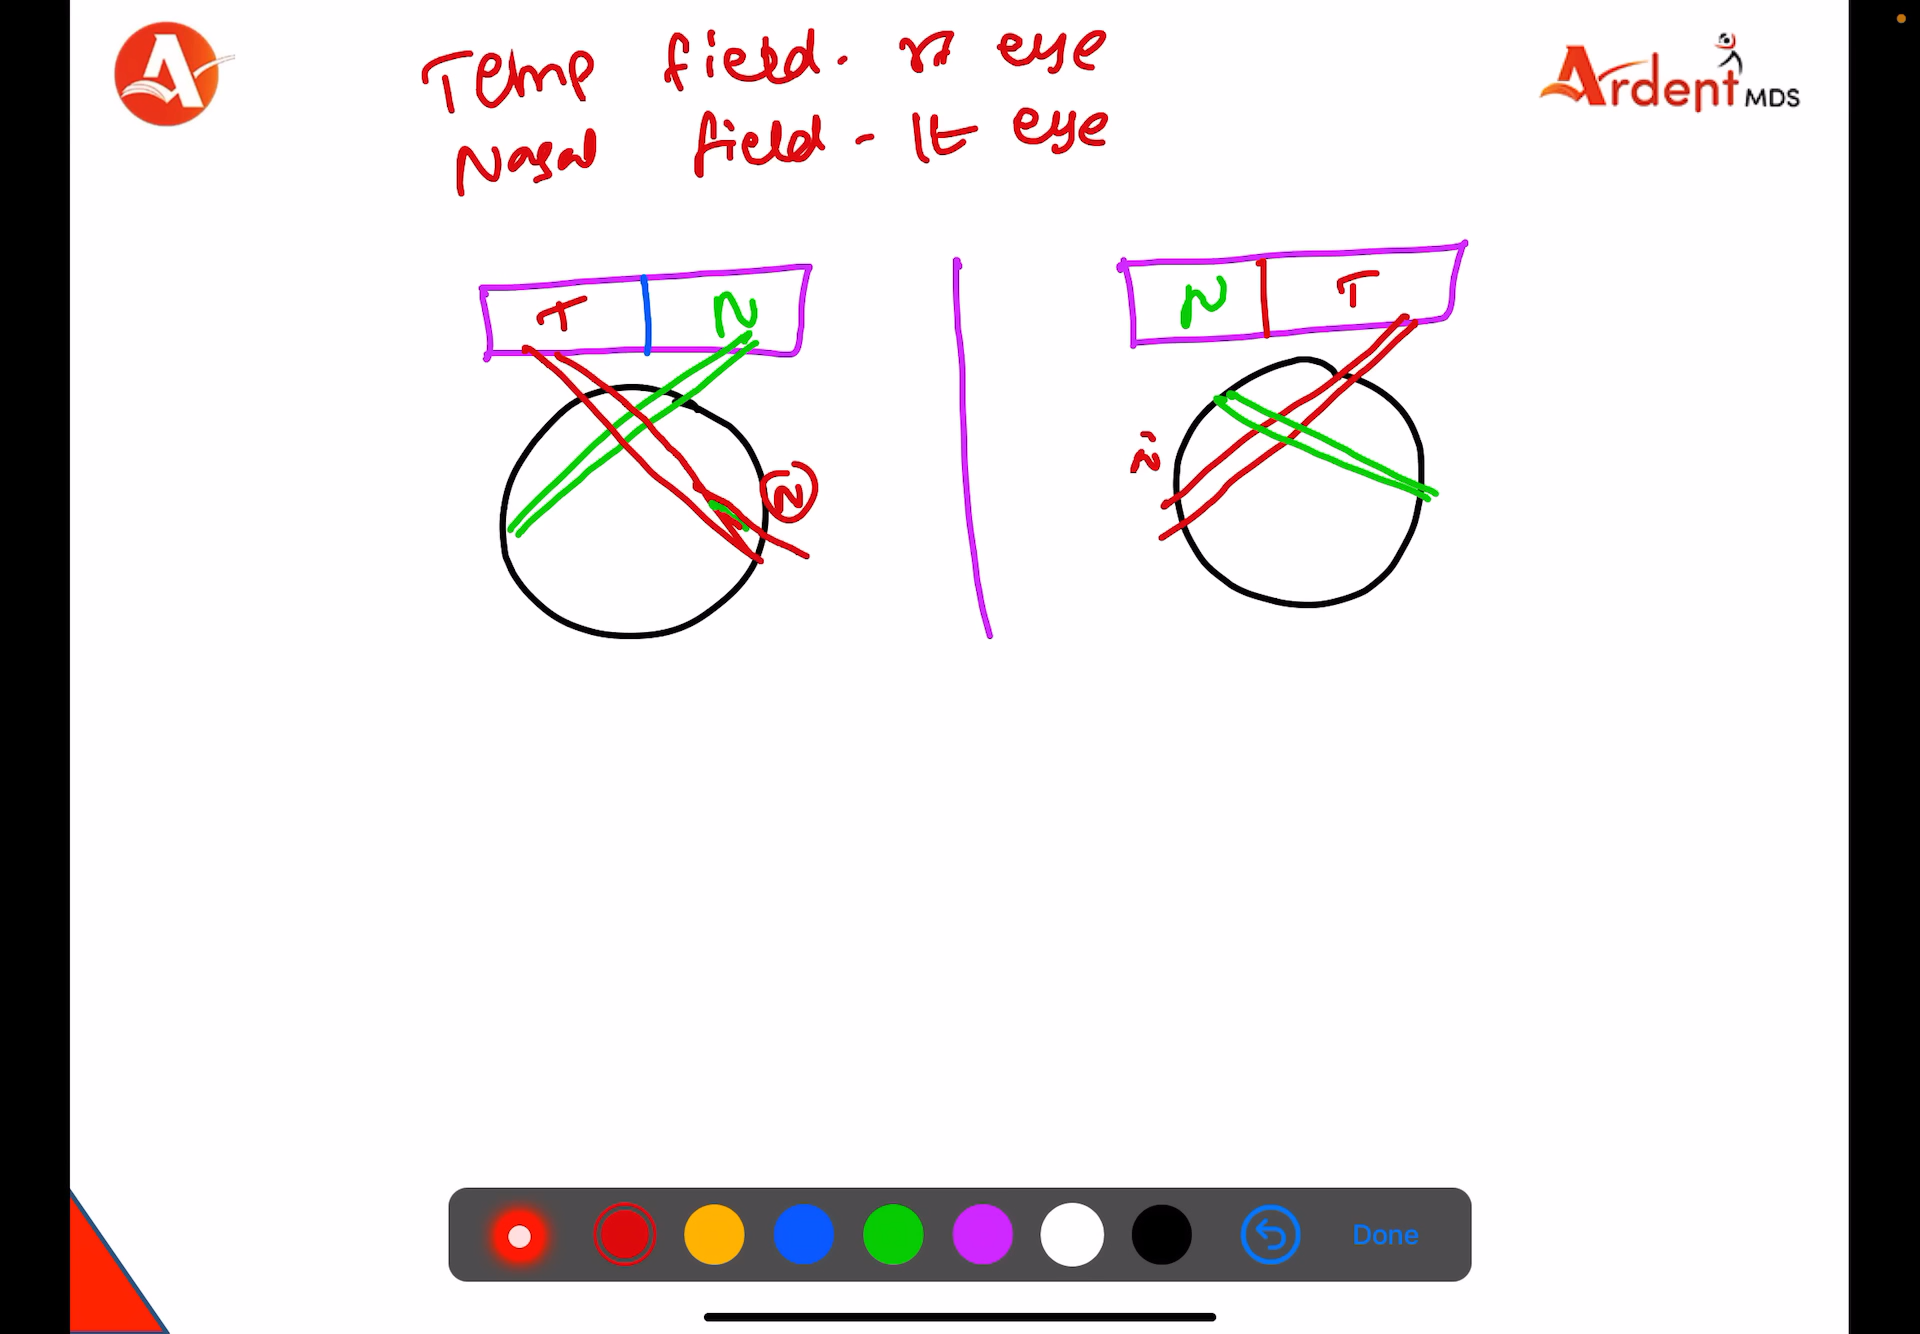 A
Ardent MDS
Temp field. rt eye
Nasal field - lt eye
T N
N T
N
N
Done